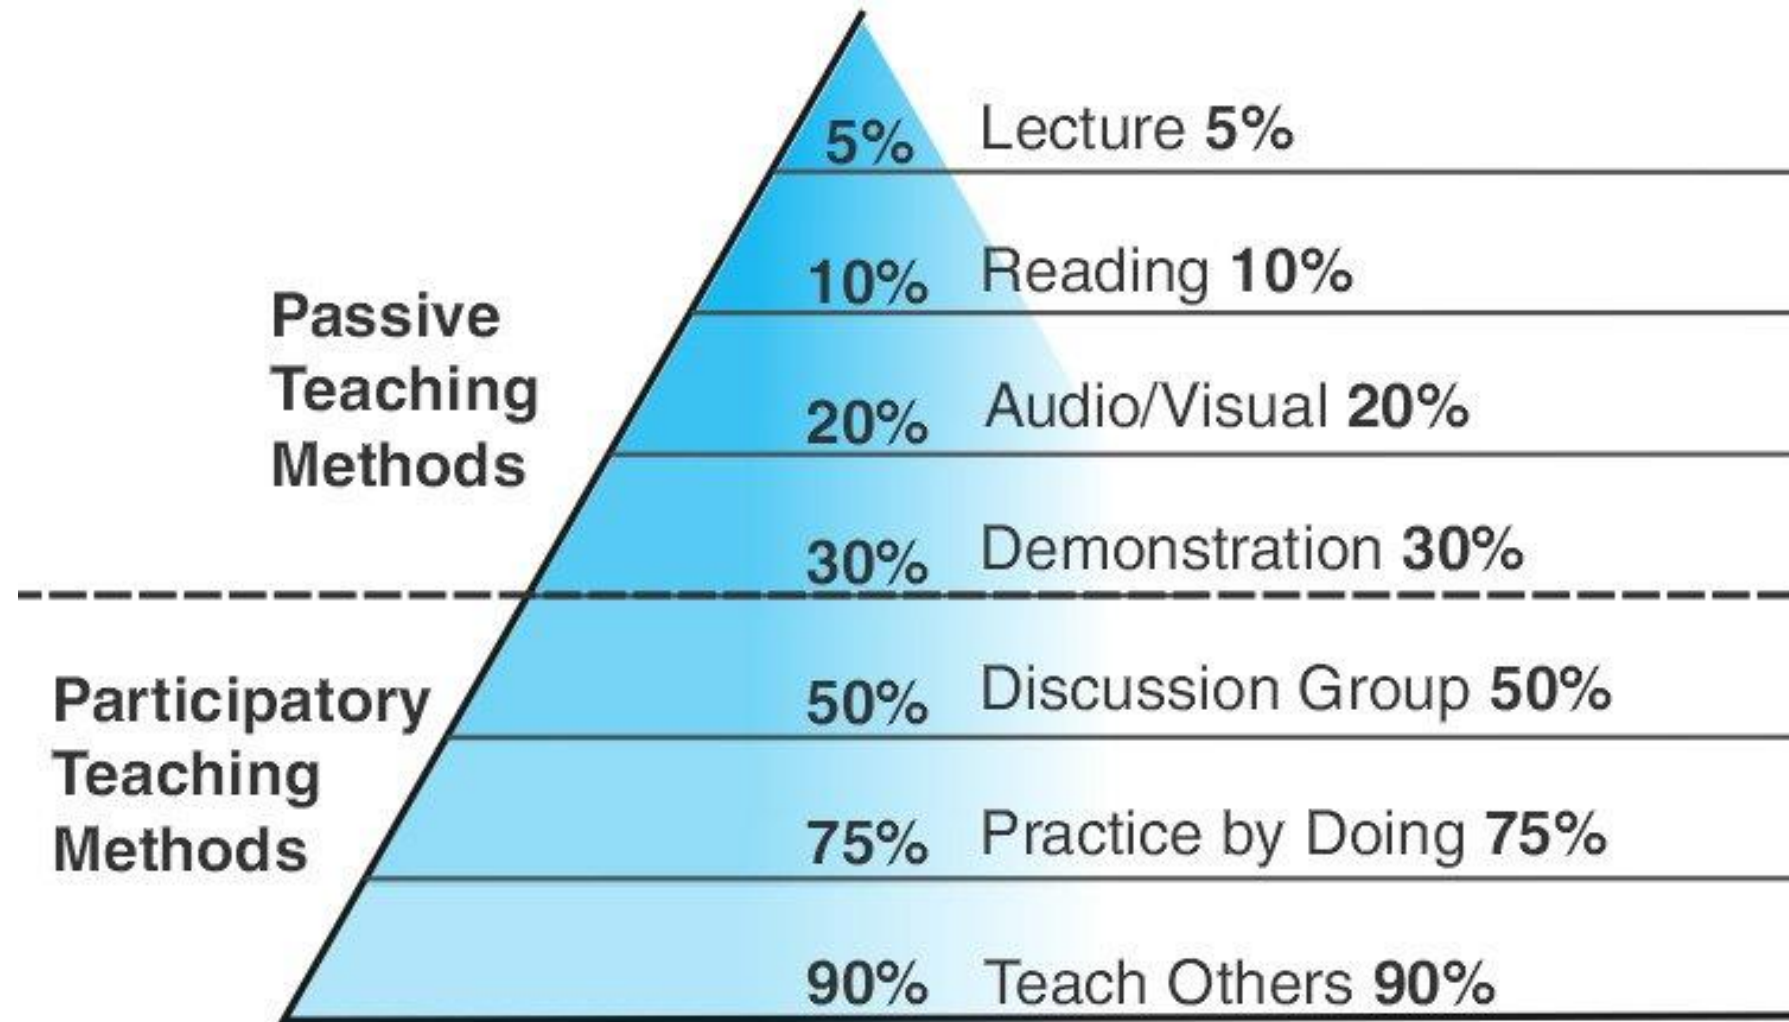 5% Lecture 5%
10% Reading 10%
Passive
Teaching
Methods
20% Audio/Visual 20%
30% Demonstration 30%
Participatory
Teaching
Methods
50% Discussion Group 50%
75% Practice by Doing 75%
90% Teach Others 90%